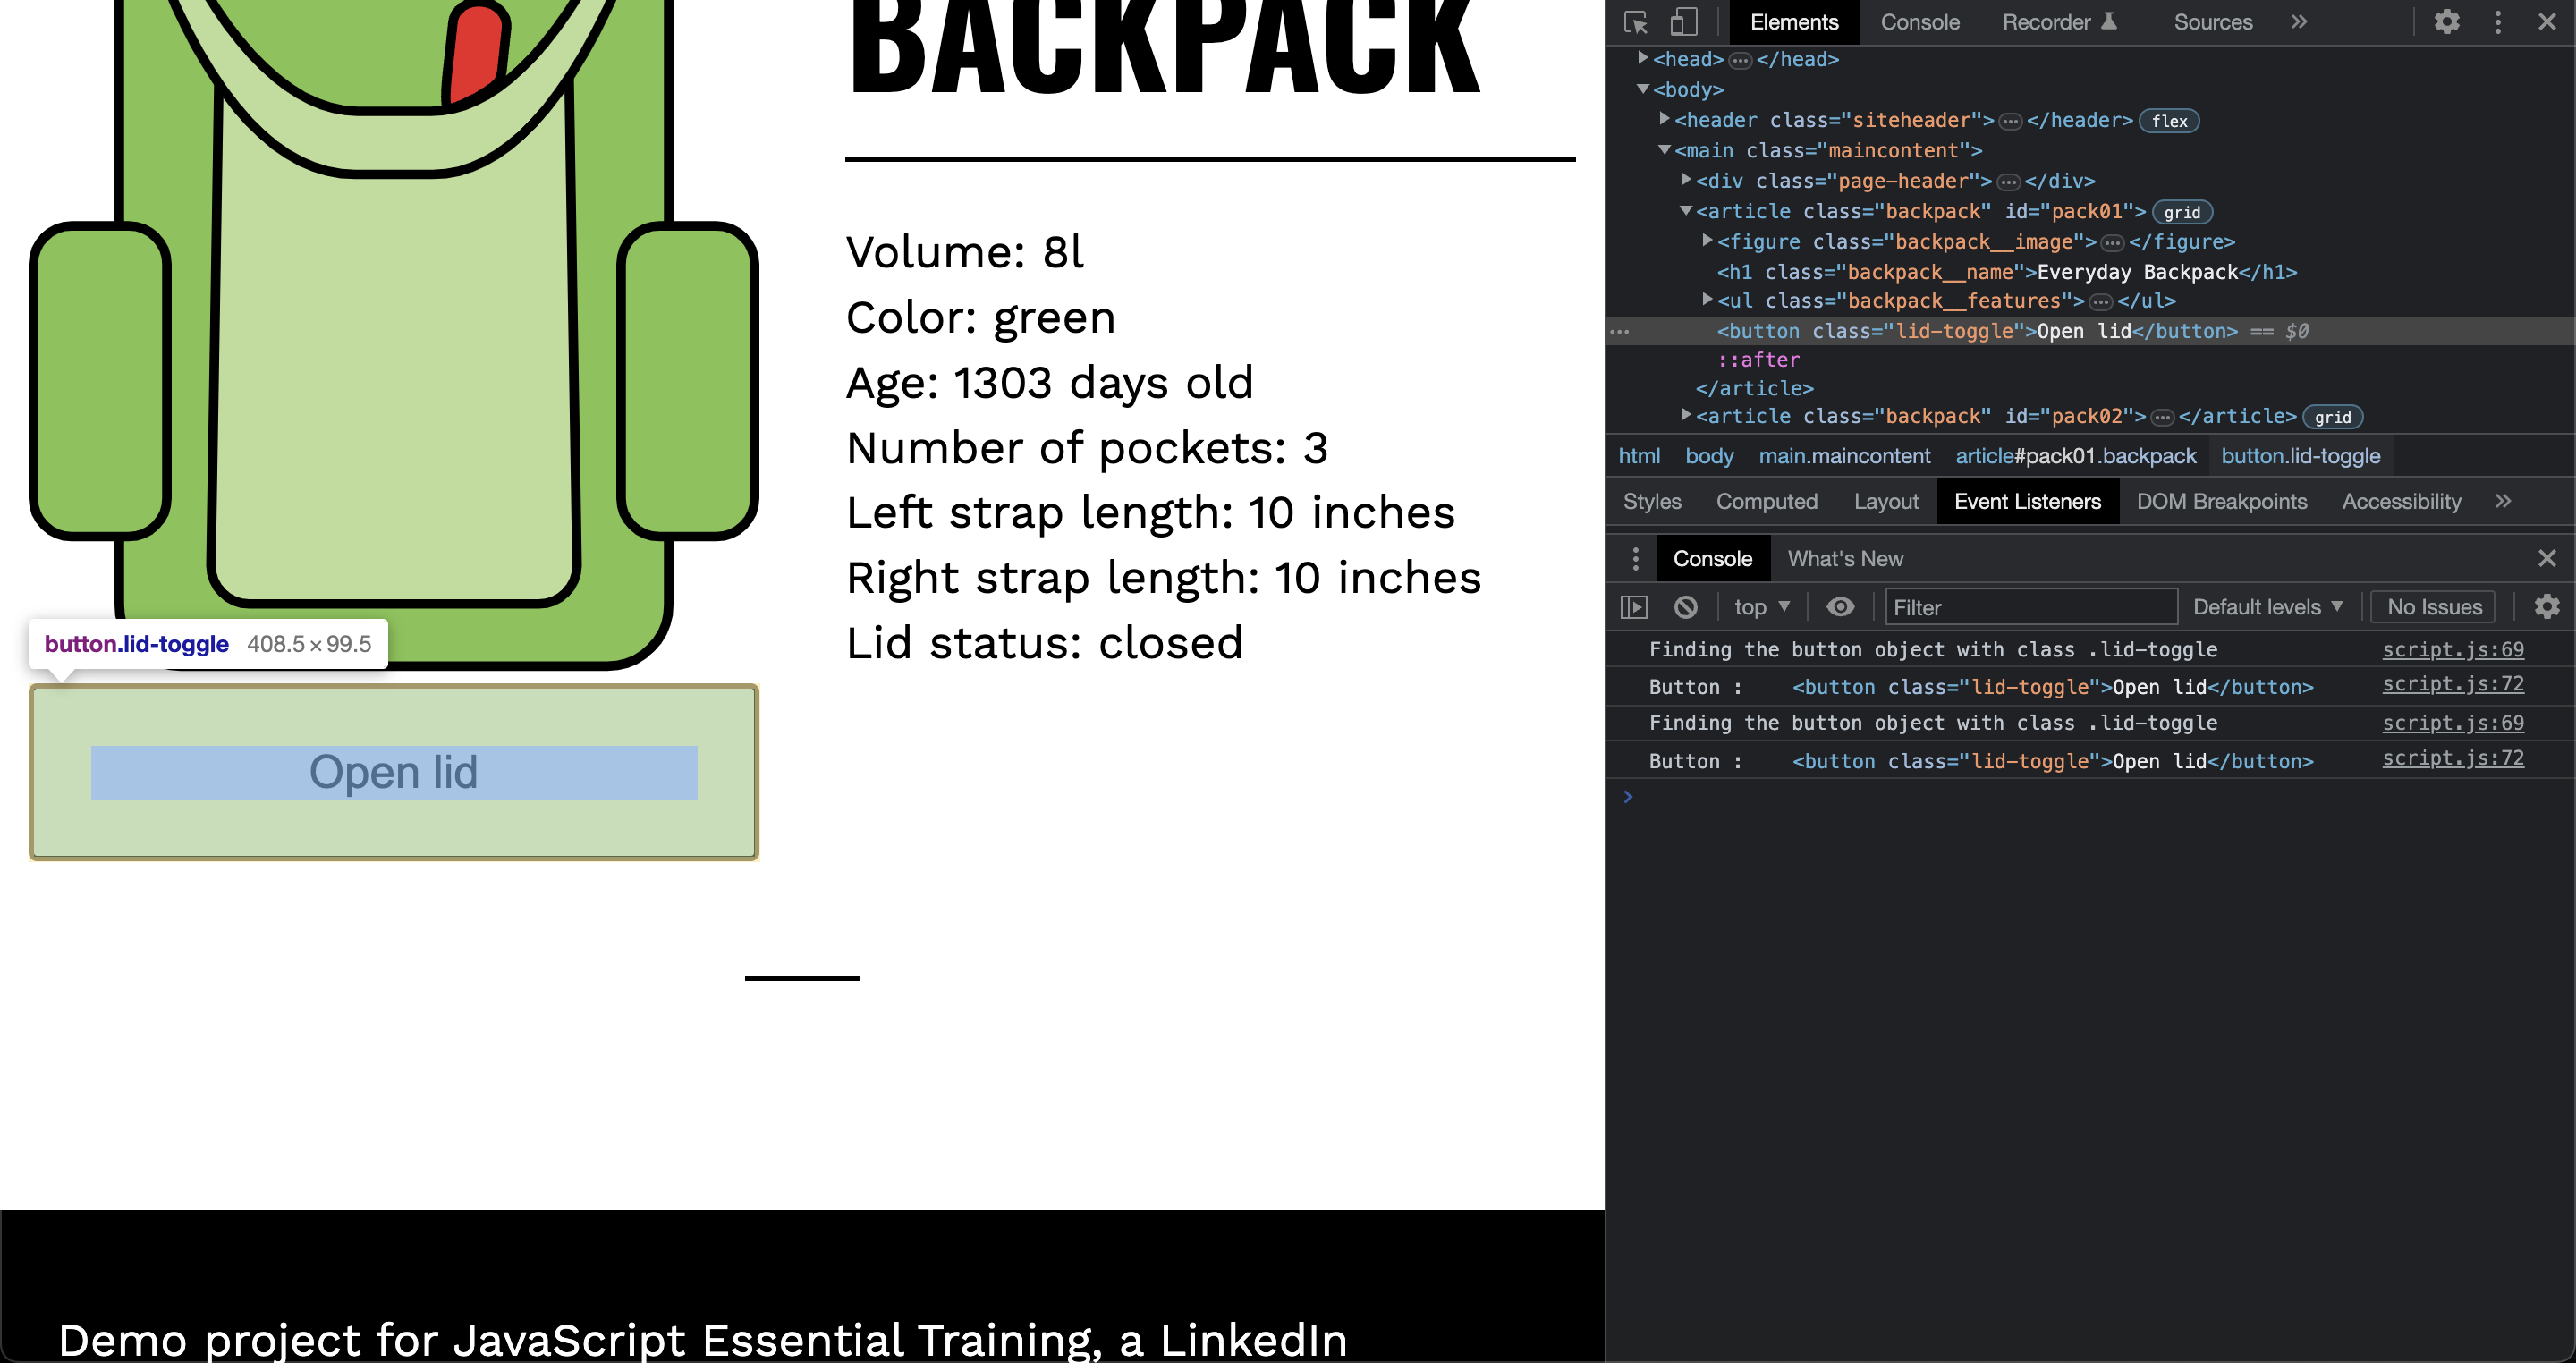 BACKPACK
Volume: 8l
Color: green
Age: 1303 days old
Number of pockets: 3
Left strap length: 10 inches
Right strap length: 10 inches
Lid status: closed
button.lid-toggle 408.5×99.5
Open lid
Demo project for JavaScript Essential Training, a LinkedIn
Elements Console Recorder Sources »
<head>…</head>
<body>
<header class="siteheader">…</header> flex
<main class="maincontent">
<div class="page-header">…</div>
<article class="backpack" id="pack01"> grid
<figure class="backpack__image">…</figure>
<h1 class="backpack__name">Everyday Backpack</h1>
<ul class="backpack__features">…</ul>
… <button class="lid-toggle">Open lid</button> == $0
::after
</article>
<article class="backpack" id="pack02">…</article> grid
html body main.maincontent article#pack01.backpack button.lid-toggle
Styles Computed Layout Event Listeners DOM Breakpoints Accessibility »
Console What's New
top Filter Default levels No Issues
Finding the button object with class .lid-toggle script.js:69
Button : <button class="lid-toggle">Open lid</button> script.js:72
Finding the button object with class .lid-toggle script.js:69
Button : <button class="lid-toggle">Open lid</button> script.js:72
>